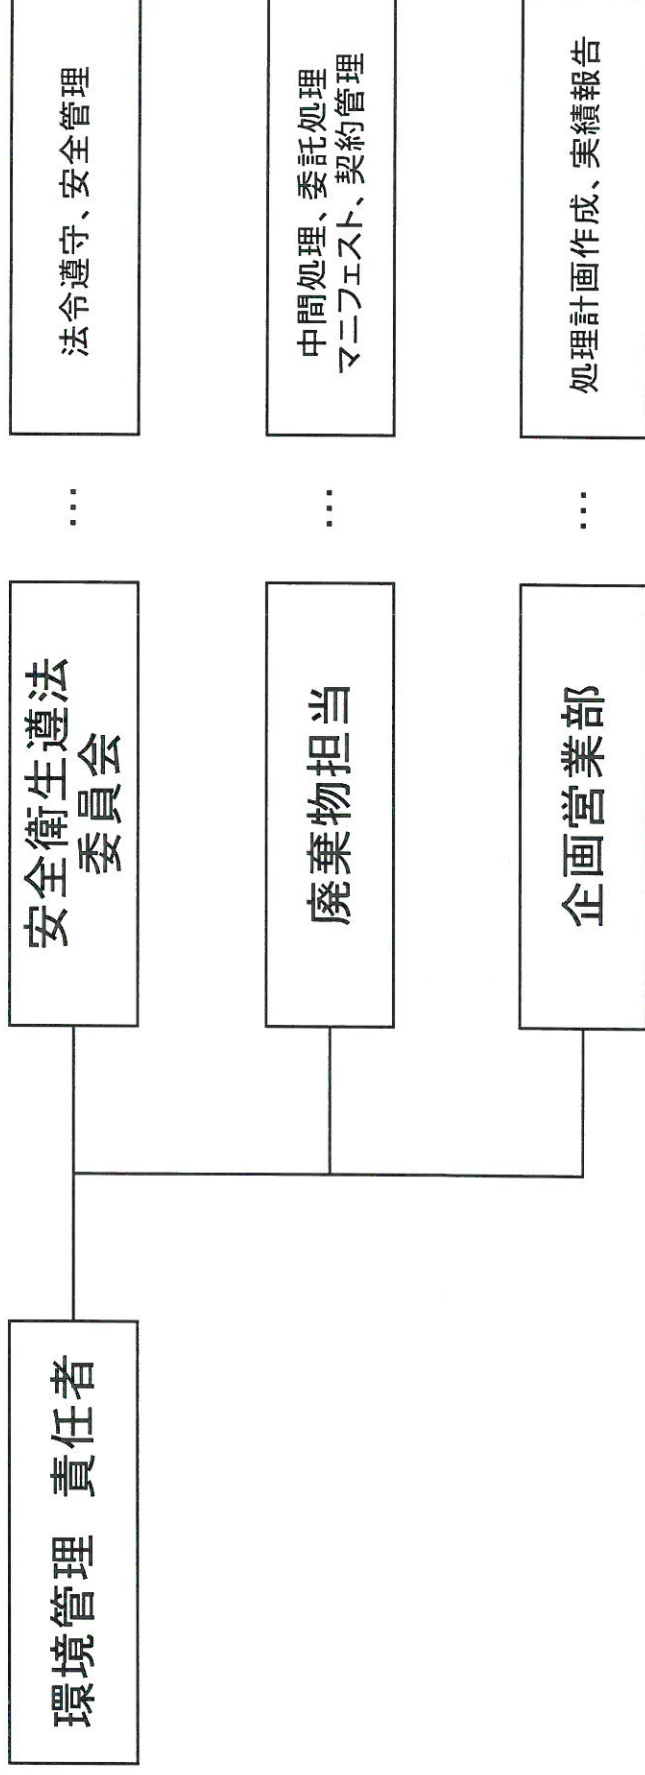 環境管理 責任者
安全衛生遵法
委員会
…
法令遵守、安全管理
廃棄物担当
…
中間処理、委託処理
マニフェスト、契約管理
企画営業部
…
処理計画作成、実績報告